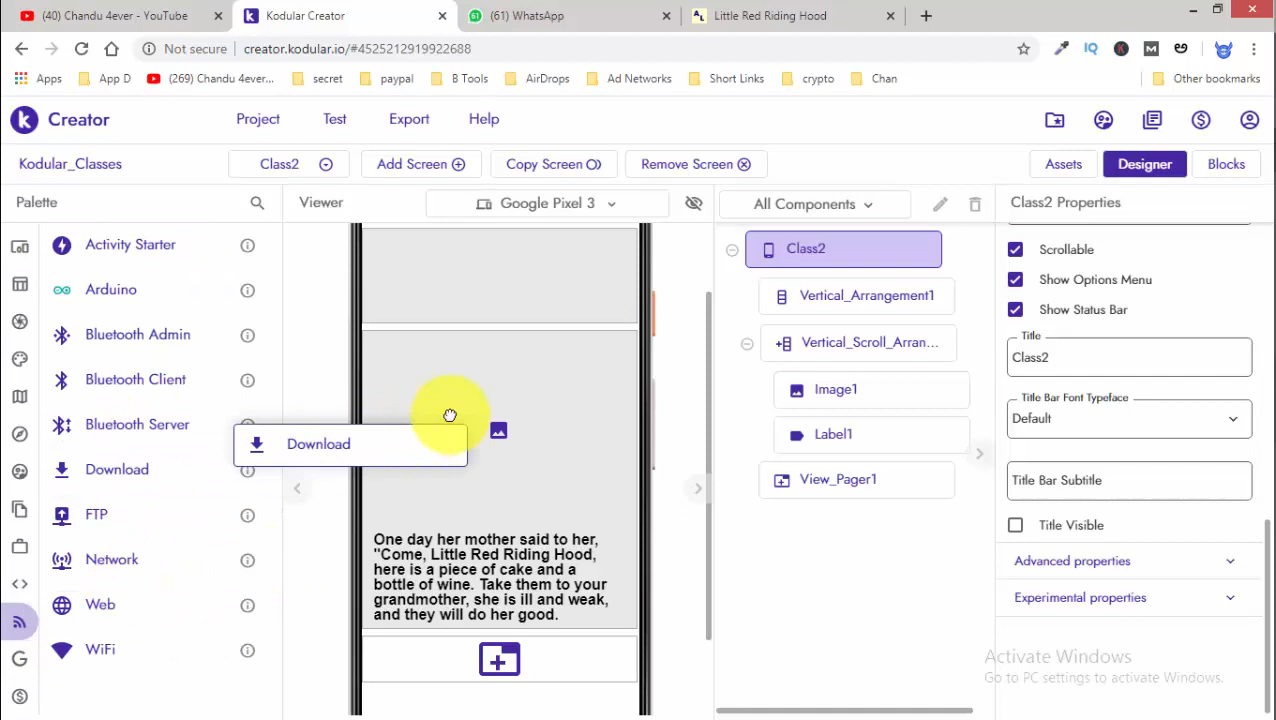 (40) Chandu 4ever - YouTube
Kodular Creator
(61) WhatsApp
Little Red Riding Hood
Not secure
creator.kodular.io/#4525212919922688
Apps
App D
(269) Chandu 4ever...
secret
paypal
B Tools
AirDrops
Ad Networks
Short Links
crypto
Chan
Other bookmarks
Creator
Project
Test
Export
Help
Kodular_Classes
Class2
Add Screen
Copy Screen
Remove Screen
Assets
Designer
Blocks
Palette
Viewer
Google Pixel 3
All Components
Class2 Properties
Activity Starter
Arduino
Bluetooth Admin
Bluetooth Client
Bluetooth Server
Download
FTP
Network
Web
WiFi
Download
One day her mother said to her,
"Come, Little Red Riding Hood,
here is a piece of cake and a
bottle of wine. Take them to your
grandmother, she is ill and weak,
and they will do her good.
Class2
Vertical_Arrangement1
Vertical_Scroll_Arran...
Image1
Label1
View_Pager1
Scrollable
Show Options Menu
Show Status Bar
Title
Class2
Title Bar Font Typeface
Default
Title Bar Subtitle
Title Visible
Advanced properties
Experimental properties
Activate Windows
Go to PC settings to activate Windows.